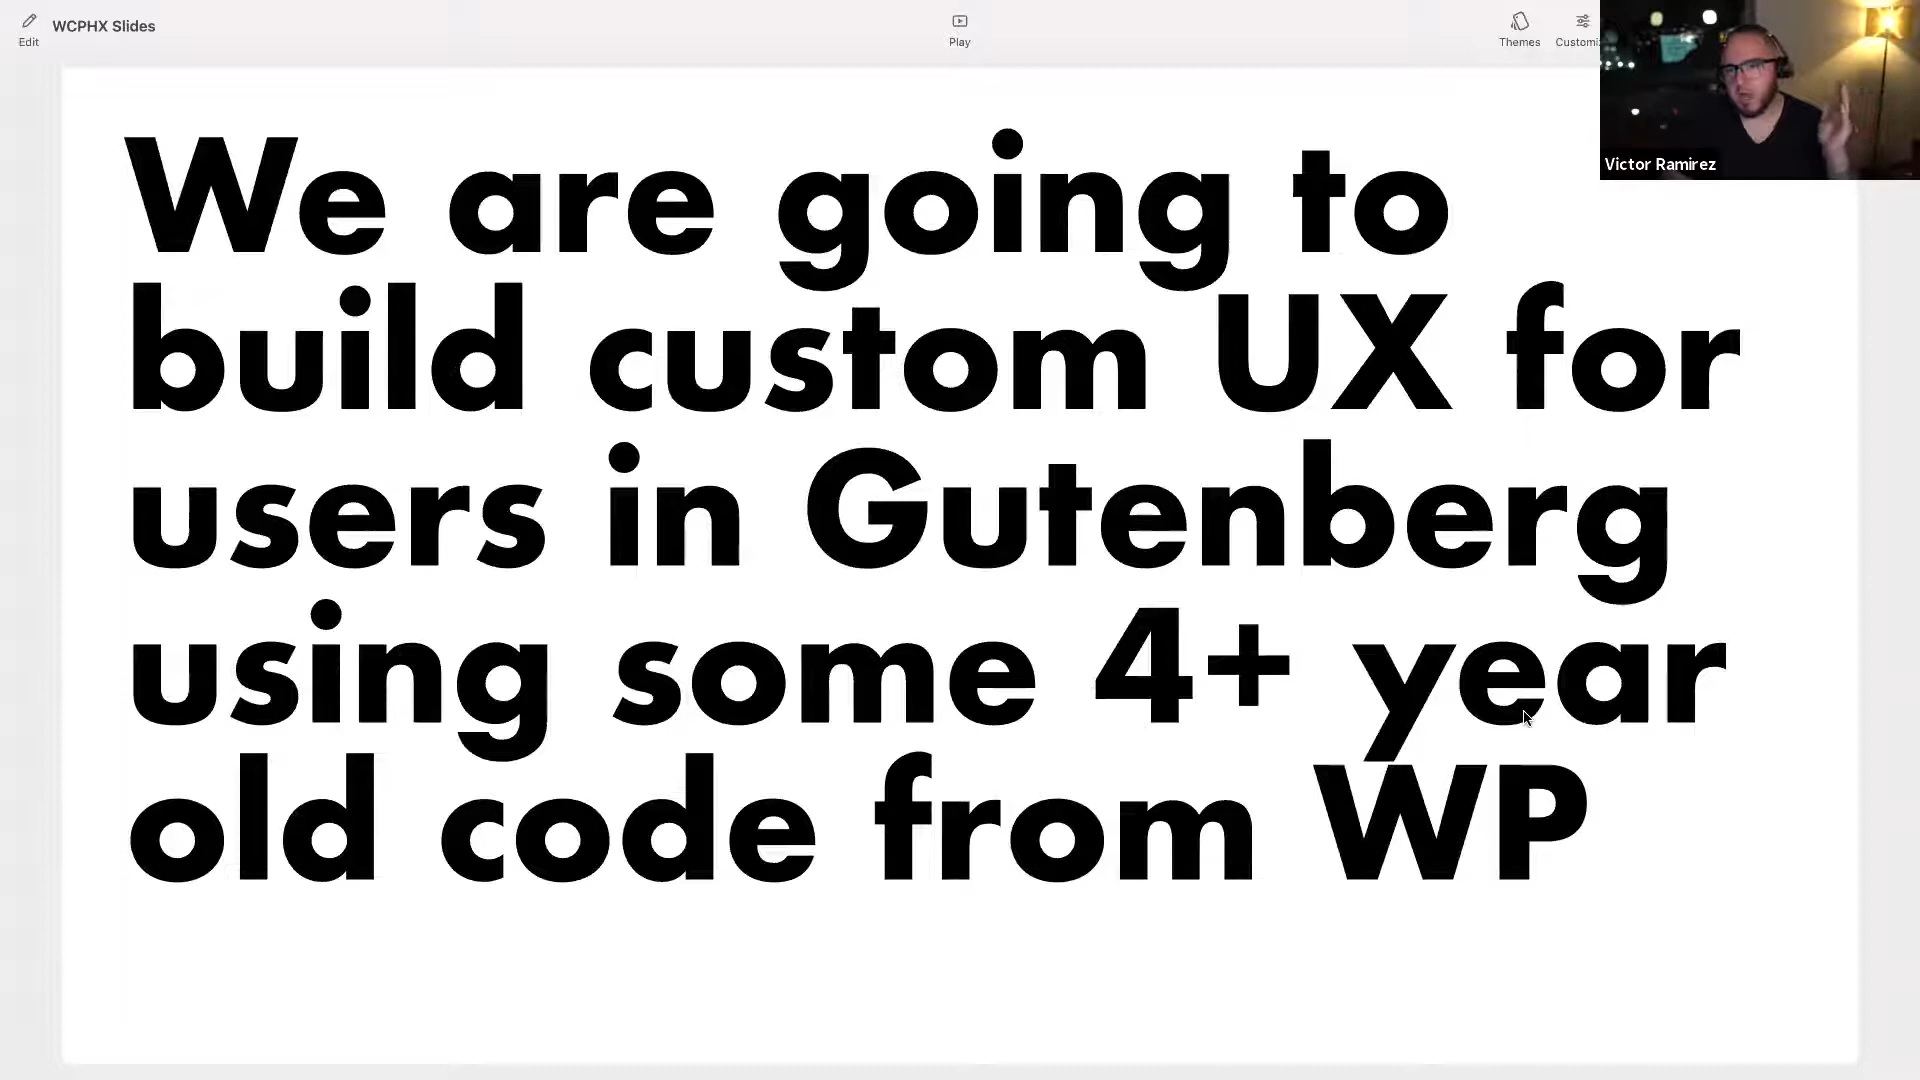 WCPHX Slides
Edit
Play
Themes
Customi
Victor Ramirez
We are going to
build custom UX for
users in Gutenberg
using some 4+ year
old code from WP